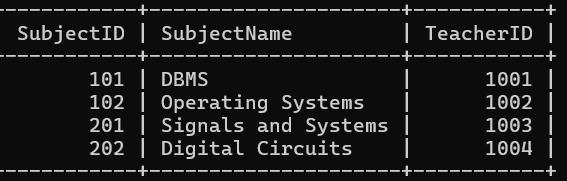 -----------+---------------------+-----------+
 SubjectID | SubjectName         | TeacherID |
-----------+---------------------+-----------+
       101 | DBMS                |      1001 |
       102 | Operating Systems   |      1002 |
       201 | Signals and Systems |      1003 |
       202 | Digital Circuits    |      1004 |
-----------+---------------------+-----------+